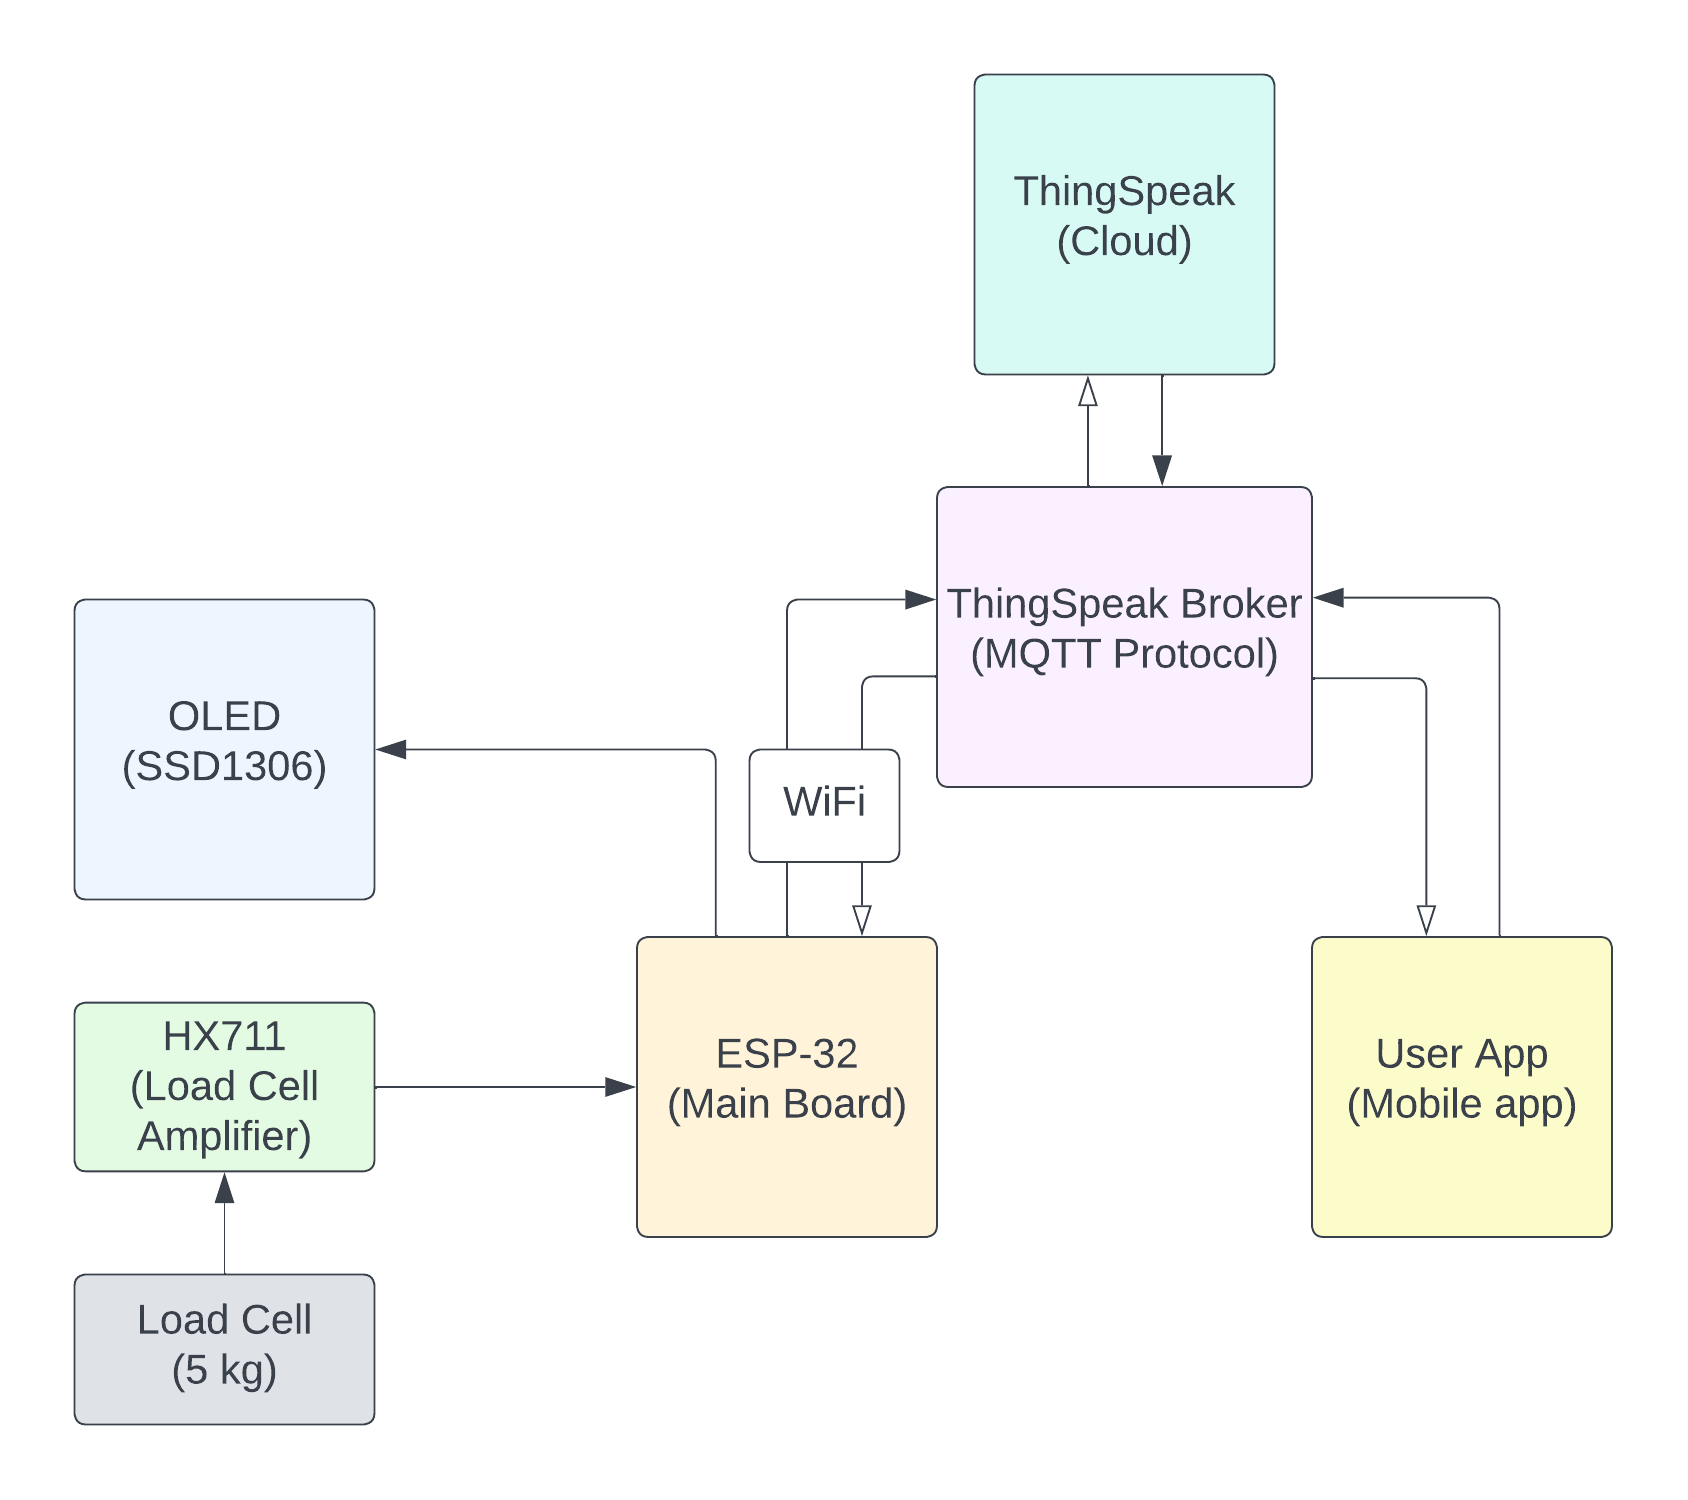 ThingSpeak
(Cloud)
ThingSpeak Broker
(MQTT Protocol)
OLED
(SSD1306)
WiFi
HX711
(Load Cell
Amplifier)
ESP-32
(Main Board)
User App
(Mobile app)
Load Cell
(5 kg)